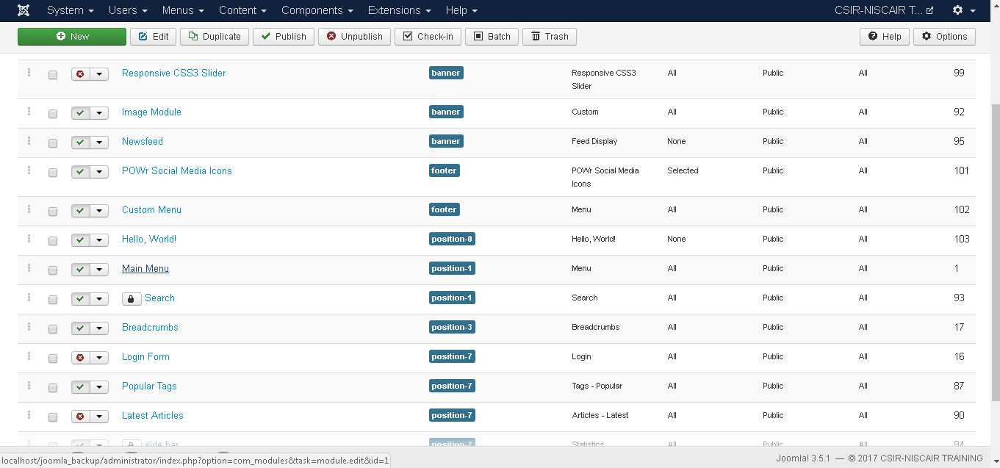 System Users Menus Content Components Extensions Help CSIR-NISCAIR T...
New Edit Duplicate Publish Unpublish Check-in Batch Trash Help Options
Responsive CSS3 Slider banner Responsive CSS3 Slider All Public All 99
Image Module banner Custom All Public All 92
Newsfeed banner Feed Display None Public All 95
POWr Social Media Icons footer POWr Social Media Icons Selected Public All 101
Custom Menu footer Menu All Public All 102
Hello, World! position-0 Hello, World! None Public All 103
Main Menu position-1 Menu All Public All 1
Search position-1 Search All Public All 93
Breadcrumbs position-3 Breadcrumbs All Public All 17
Login Form position-7 Login All Public All 16
Popular Tags position-7 Tags - Popular All Public All 87
Latest Articles position-7 Articles - Latest All Public All 90
side bar position-7 Statistics All Public All 94
localhost/joomla_backup/administrator/index.php?option=com_modules&task=module.edit&id=1 Joomla! 3.5.1 — © 2017 CSIR-NISCAIR TRAINING